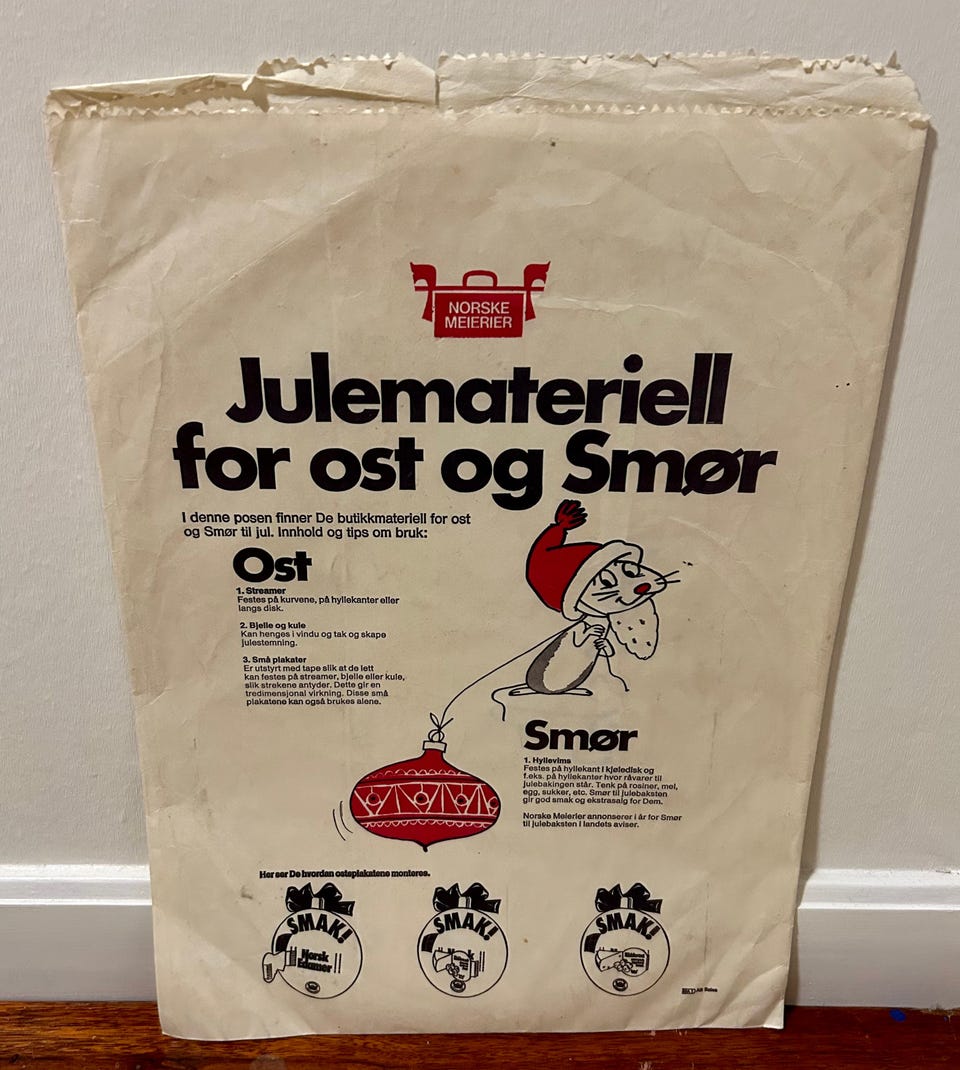 NORSKE
MEIERIER
Julemateriell
for ost og Smør
I denne posen finner De butikkmateriell for ost
og Smør til jul. Innhold og tips om bruk:
Ost
1. Streamer
Festes på kurvene, på hyllekanter eller
langs disk.
2. Bjelle og kule
Kan henges i vindu og tak og skape
julestemning.
3. Små plakater
Er utstyrt med tape slik at de lett
kan festes på streamer, bjelle eller kule,
slik strekene antyder. Dette gir en
tredimensjonal virkning. Disse små
plakatene kan også brukes alene.
Smør
1. Hyllevims
Festes på hyllekant i kjøledisk og
f.eks. på hyllekanter hvor råvarer til
julebakingen står. Tenk på rosiner, mel,
egg, sukker, etc. Smør til julebaksten
gir god smak og ekstrasalg for Dem.
Norske Meierier annonserer i år for Smør
til julebaksten i landets aviser.
Her ser De hvordan osteplakatene monteres.
SMAK!
Norsk
Edamer
SMAK!
SMAK!